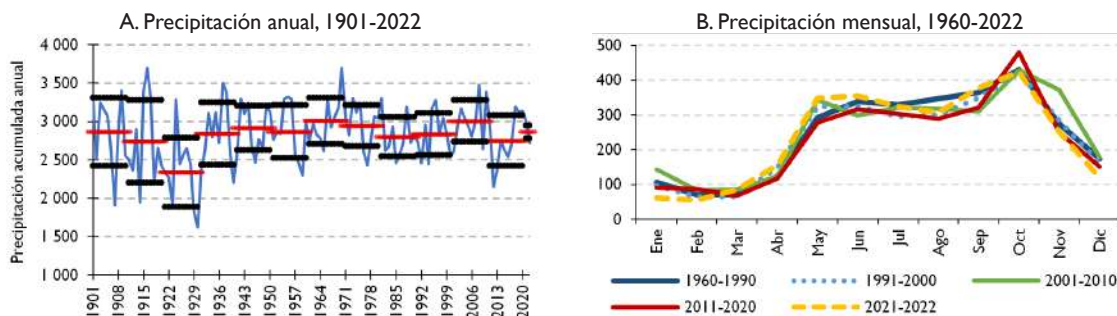 A. Precipitación anual, 1901-2022
Precipitación acumulada anual
4 000
3 500
3 000
2 500
2 000
1 500
1 000
1901
1908
1915
1922
1929
1936
1943
1950
1957
1964
1971
1978
1985
1992
1999
2006
2013
2020
B. Precipitación mensual, 1960-2022
500
400
300
200
100
0
Ene
Feb
Mar
Abr
May
Jun
Jul
Ago
Sep
Oct
Nov
Dic
1960-1990
1991-2000
2001-2010
2011-2020
2021-2022